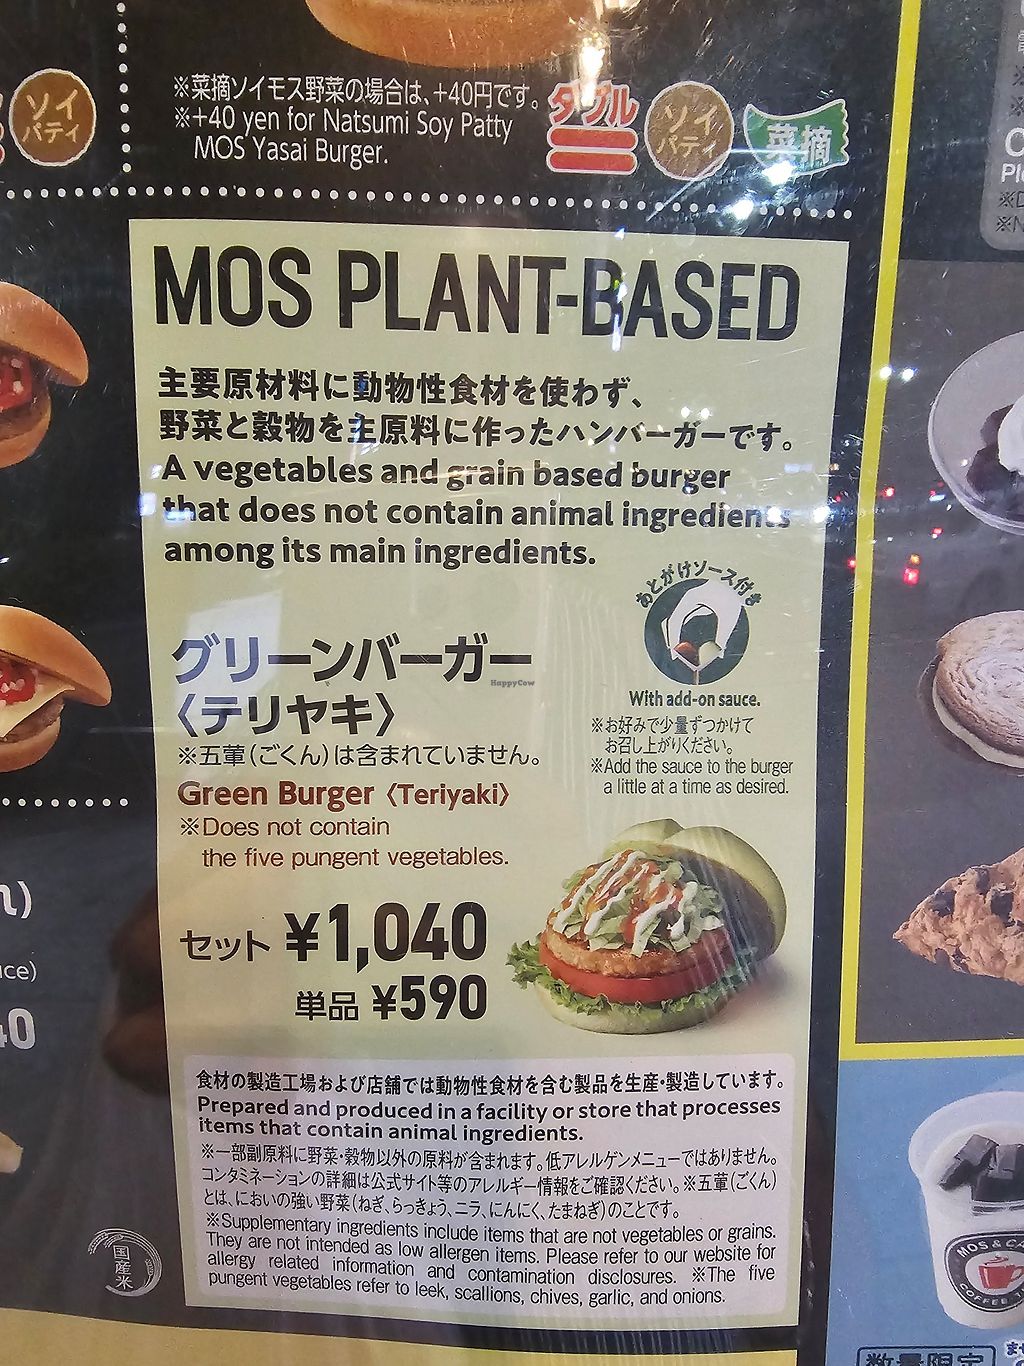 ソイ
パティ
※菜摘ソイモス野菜の場合は、+40円です。
※+40 yen for Natsumi Soy Patty
MOS Yasai Burger.
ダブル
ソイ
パティ
菜摘
MOS PLANT-BASED
主要原材料に動物性食材を使わず、
野菜と穀物を主原料に作ったハンバーガーです。
A vegetables and grain based burger
that does not contain animal ingredients
among its main ingredients.
あとがけソース付き
With add-on sauce.
※お好みで少量ずつかけて
お召し上がりください。
※Add the sauce to the burger
a little at a time as desired.
グリーンバーガー
〈テリヤキ〉
※五葷(ごくん)は含まれていません。
Green Burger 〈Teriyaki〉
※Does not contain
the five pungent vegetables.
HappyCow
セット ¥1,040
単品 ¥590
食材の製造工場および店舗では動物性食材を含む製品を生産・製造しています。
Prepared and produced in a facility or store that processes
items that contain animal ingredients.
※一部副原料に野菜・穀物以外の原料が含まれます。低アレルゲンメニューではありません。
コンタミネーションの詳細は公式サイト等のアレルギー情報をご確認ください。※五葷(ごくん)
とは、においの強い野菜(ねぎ、らっきょう、ニラ、にんにく、たまねぎ)のことです。
※Supplementary ingredients include items that are not vegetables or grains.
They are not intended as low allergen items. Please refer to our website for
allergy related information and contamination disclosures. ※The five
pungent vegetables refer to leek, scallions, chives, garlic, and onions.
国産米
MOS & CA
COFFEE
数量限定